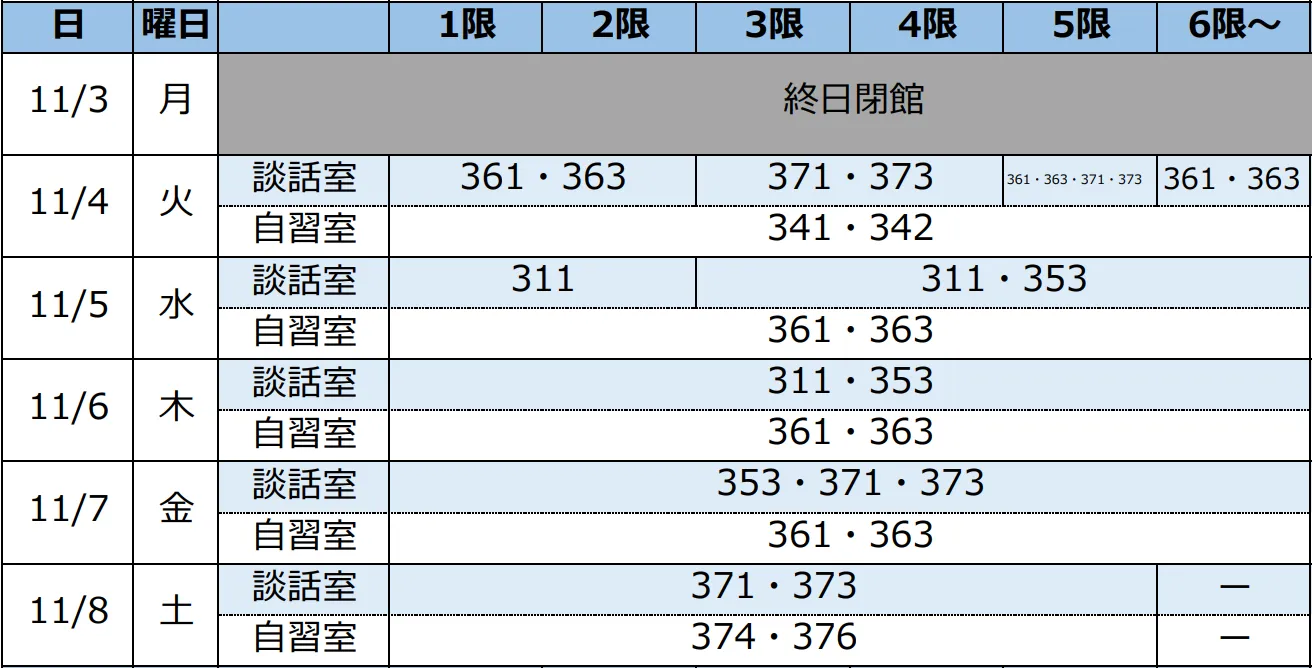 日 曜日 1限 2限 3限 4限 5限 6限～
11/3 月 終日閉館
11/4 火 談話室 361・363 371・373 361・363・371・373 361・363
自習室 341・342
11/5 水 談話室 311 311・353
自習室 361・363
11/6 木 談話室 311・353
自習室 361・363
11/7 金 談話室 353・371・373
自習室 361・363
11/8 土 談話室 371・373 ー
自習室 374・376 ー